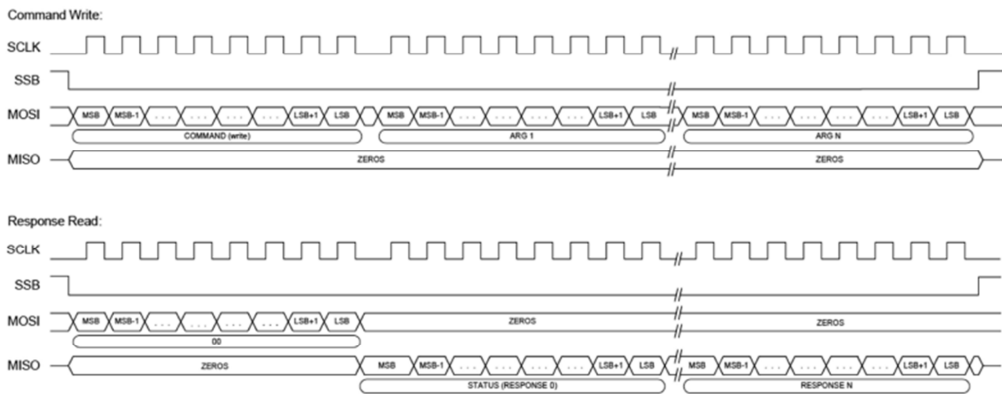 Command Write:
SCLK
SSB
MOSI MSB MSB-1 ... ... ... ... LSB+1 LSB MSB MSB-1 ... ... ... ... LSB+1 LSB // MSB MSB-1 ... ... ... ... LSB+1 LSB
COMMAND (write) ARG 1 ARG N
MISO ZEROS ZEROS
Response Read:
SCLK
SSB
MOSI MSB MSB-1 ... ... ... ... LSB+1 LSB ZEROS ZEROS
00
MISO ZEROS MSB MSB-1 ... ... ... ... LSB+1 LSB MSB MSB-1 ... ... ... ... LSB+1 LSB
STATUS (RESPONSE 0) RESPONSE N